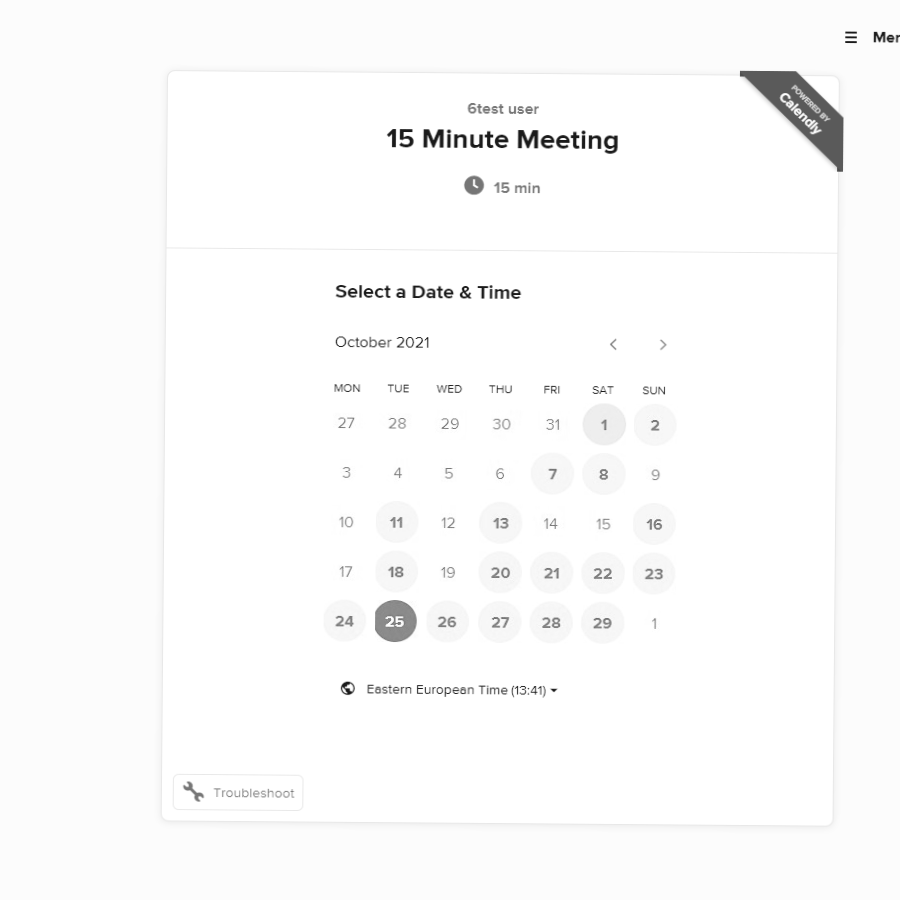 ☰ Mer
POWERED BY
Calendly
6test user
15 Minute Meeting
15 min
Select a Date & Time
October 2021
MON TUE WED THU FRI SAT SUN
27 28 29 30 31 1 2
3 4 5 6 7 8 9
10 11 12 13 14 15 16
17 18 19 20 21 22 23
24 25 26 27 28 29 1
Eastern European Time (13:41)
Troubleshoot